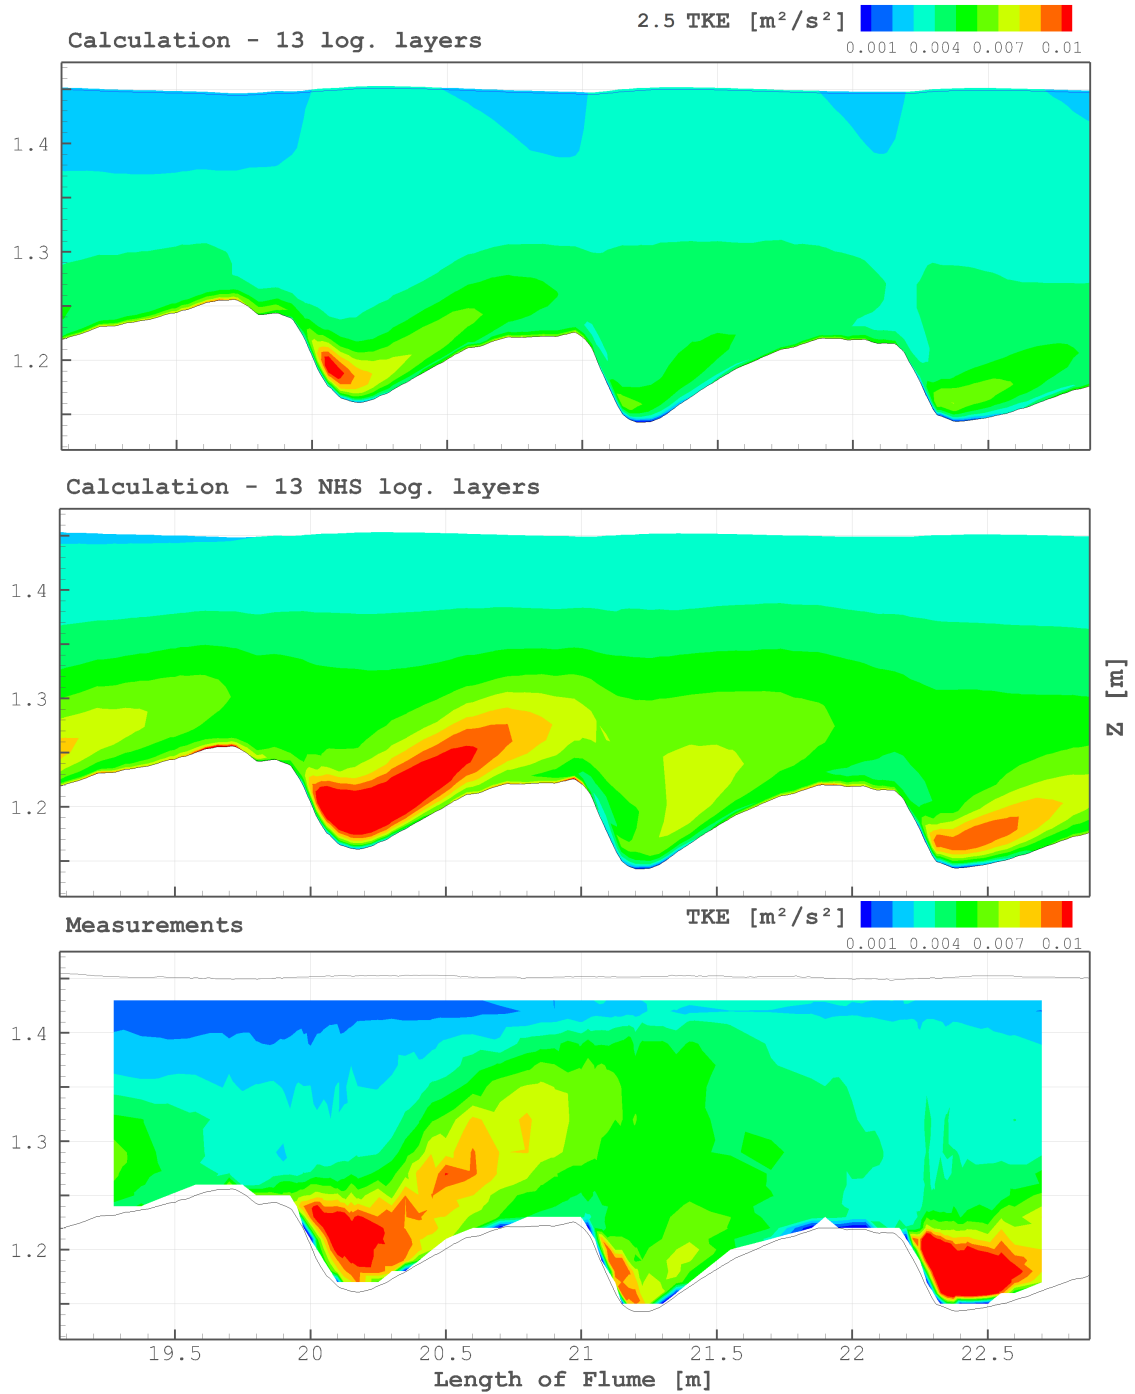 2.5 TKE [m²/s²]
0.001 0.004 0.007 0.01
Calculation - 13 log. layers
1.4
1.3
1.2
Calculation - 13 NHS log. layers
1.4
1.3
1.2
Z [m]
TKE [m²/s²]
0.001 0.004 0.007 0.01
Measurements
1.4
1.3
1.2
19.5 20 20.5 21 21.5 22 22.5
Length of Flume [m]